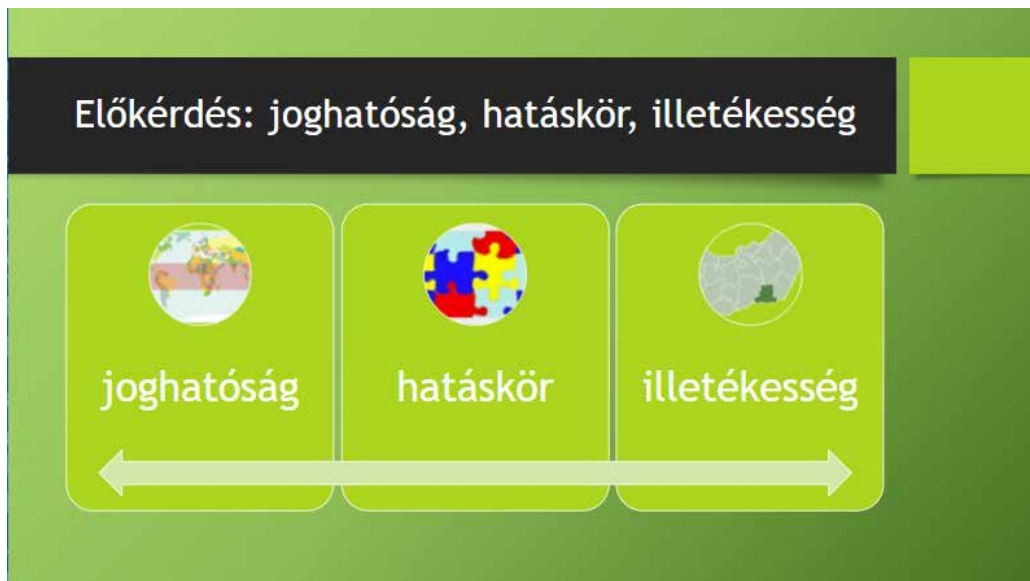 Előkérdés: joghatóság, hatáskör, illetékesség
joghatóság
hatáskör
illetékesség